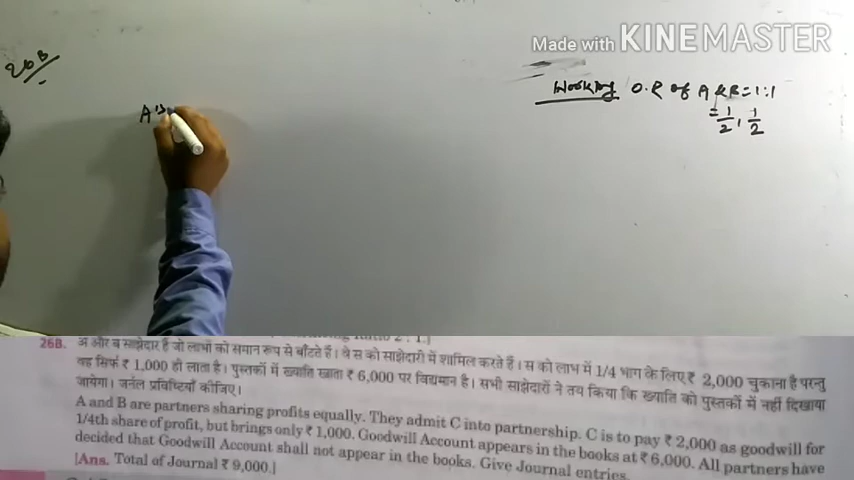 Made with KINEMASTER
26B
Working O.R of A & B = 1:1
= 1/2, 1/2
A's
26B. अ और ब साझेदार हैं जो लाभों को समान रूप से बाँटते हैं। वे स को साझेदारी में शामिल करते हैं। स को लाभ में 1/4 भाग के लिए ₹ 2,000 चुकाना है परन्तु
वह सिर्फ ₹ 1,000 ही लाता है। पुस्तकों में ख्याति खाता ₹ 6,000 पर विद्यमान है। सभी साझेदारों ने तय किया कि ख्याति को पुस्तकों में नहीं दिखाया
जायेगा। जर्नल प्रविष्टियाँ कीजिए।
A and B are partners sharing profits equally. They admit C into partnership. C is to pay ₹ 2,000 as goodwill for
1/4th share of profit, but brings only ₹ 1,000. Goodwill Account appears in the books at ₹ 6,000. All partners have
decided that Goodwill Account shall not appear in the books. Give Journal entries.
[Ans. Total of Journal ₹ 9,000.]